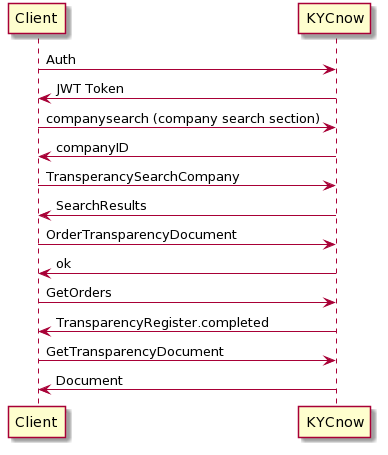 Client KYCnow
Auth
JWT Token
companysearch (company search section)
companyID
TransperancySearchCompany
SearchResults
OrderTransparencyDocument
ok
GetOrders
TransparencyRegister.completed
GetTransparencyDocument
Document
Client KYCnow